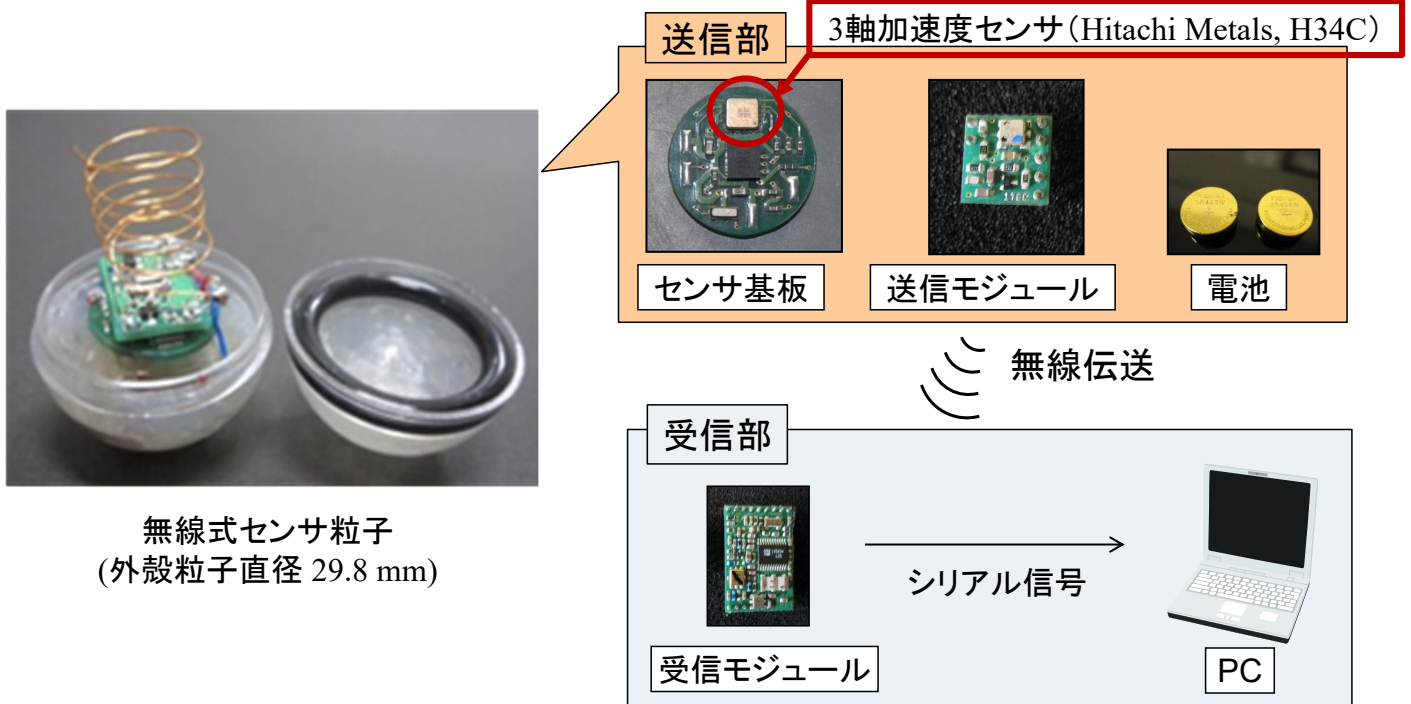 送信部
3軸加速度センサ(Hitachi Metals, H34C)
センサ基板
送信モジュール
電池
無線伝送
受信部
無線式センサ粒子
(外殻粒子直径 29.8 mm)
シリアル信号
受信モジュール
PC